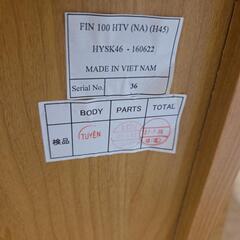 FIN 100 HTV (NA) (H45)
HYSK46 - 160622
MADE IN VIET NAM
Serial No. 36
BODY PARTS TOTAL
検品 TUYÊN